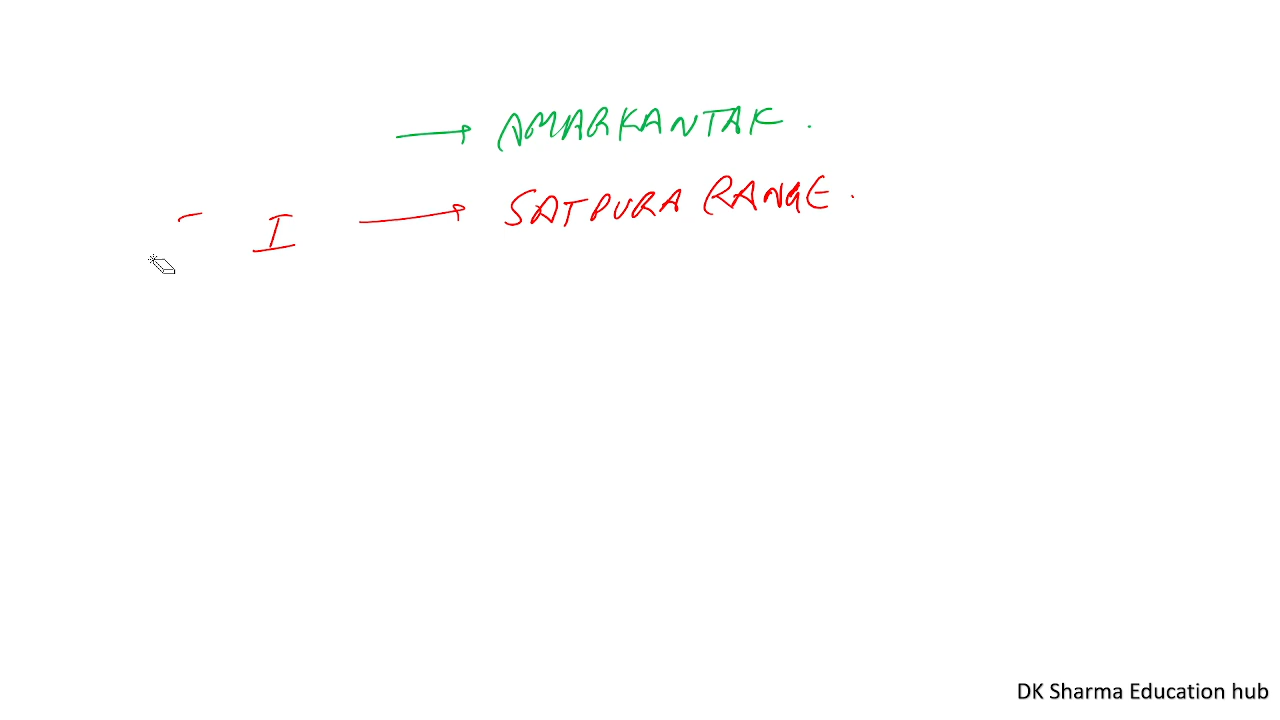 → AMARKANTAK.
- I → SATPURA RANGE.
DK Sharma Education hub